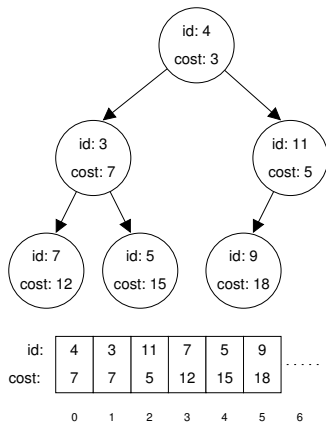 id: 4
cost: 3
id: 3
cost: 7
id: 11
cost: 5
id: 7
cost: 12
id: 5
cost: 15
id: 9
cost: 18
id: 4 3 11 7 5 9 .....
cost: 7 7 5 12 15 18
0 1 2 3 4 5 6